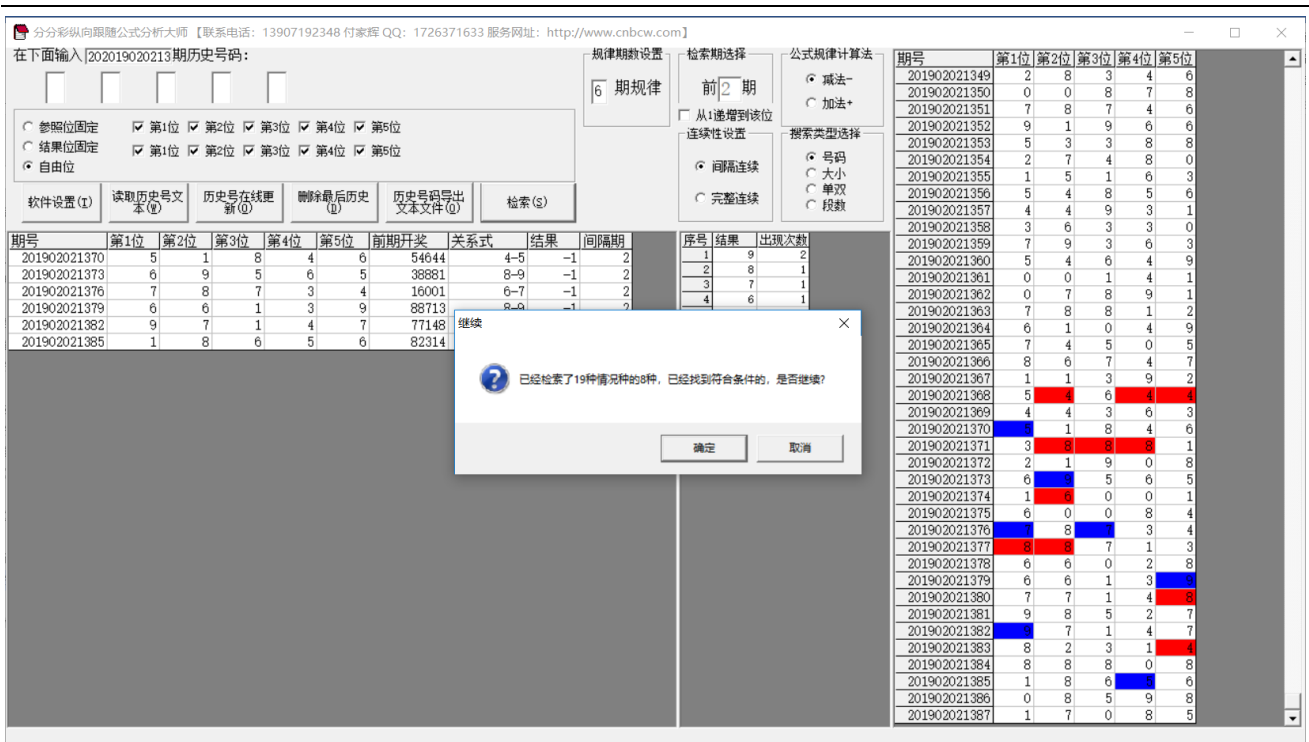 分分彩纵向跟随公式分析大师 【联系电话：13907192348 付家辉 QQ：1726371633 服务网址：http://www.cnbcw.com】
在下面输入 202019020213期历史号码：
参照位固定 第1位 第2位 第3位 第4位 第5位
结果位固定 第1位 第2位 第3位 第4位 第5位
自由位
规律期数设置
6 期规律
检索期选择
前 2 期
从1递增到该位
公式规律计算法
减法-
加法+
连续性设置
间隔连续
完整连续
搜索类型选择
号码
大小
单双
段数
软件设置(I)
读取历史号文本(W)
历史号在线更新(O)
删除最后历史(D)
历史号码导出文本文件(O)
检索(S)
期号 第1位 第2位 第3位 第4位 第5位 前期开奖 关系式 结果 间隔期
201902021370 5 1 8 4 6 54644 4-5 -1 2
201902021373 6 9 5 6 5 38881 8-9 -1 2
201902021376 7 8 7 3 4 16001 6-7 -1 2
201902021379 6 6 1 3 9 88713 8-9 -1 2
201902021382 9 7 1 4 7 77148
201902021385 1 8 6 5 6 82314
序号 结果 出现次数
1 9 2
2 8 1
3 7 1
4 6 1
继续
已经检索了19种情况种的8种，已经找到符合条件的，是否继续?
确定
取消
期号 第1位 第2位 第3位 第4位 第5位
201902021349 2 8 3 4 6
201902021350 0 0 8 7 8
201902021351 7 8 7 4 6
201902021352 9 1 9 6 6
201902021353 5 3 3 8 8
201902021354 2 7 4 8 0
201902021355 1 5 1 6 3
201902021356 5 4 8 5 6
201902021357 4 4 9 3 1
201902021358 3 6 3 3 0
201902021359 7 9 3 6 3
201902021360 5 4 6 4 9
201902021361 0 0 1 4 1
201902021362 0 7 8 9 1
201902021363 7 8 8 1 2
201902021364 6 1 0 4 9
201902021365 7 4 5 0 5
201902021366 8 6 7 4 7
201902021367 1 1 3 9 2
201902021368 5 4 6 4 4
201902021369 4 4 3 6 3
201902021370 5 1 8 4 6
201902021371 3 8 8 8 1
201902021372 2 1 9 0 8
201902021373 6 9 5 6 5
201902021374 1 6 0 0 1
201902021375 6 0 0 8 4
201902021376 7 8 7 3 4
201902021377 8 8 7 1 3
201902021378 6 6 0 2 8
201902021379 6 6 1 3 9
201902021380 7 7 1 4 8
201902021381 9 8 5 2 7
201902021382 9 7 1 4 7
201902021383 8 2 3 1 4
201902021384 8 8 8 0 8
201902021385 1 8 6 5 6
201902021386 0 8 5 9 8
201902021387 1 7 0 8 5